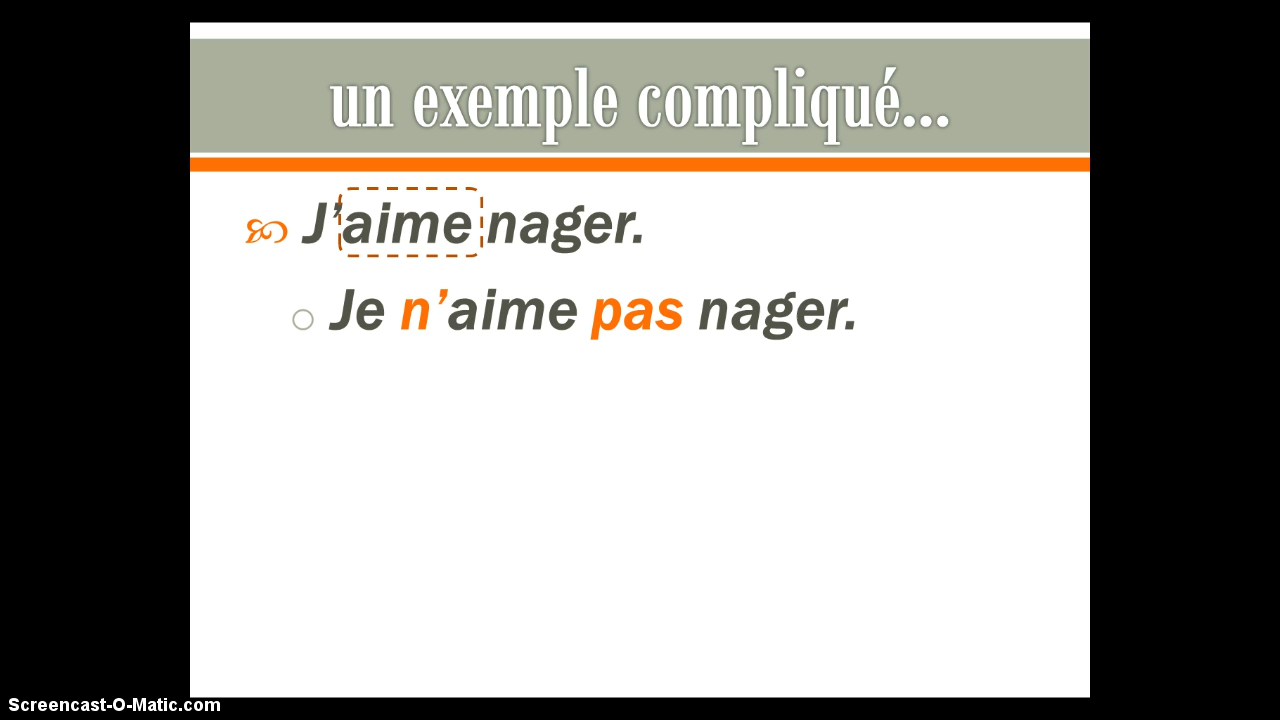 un exemple compliqué...
J’aime nager.
Je n’aime pas nager.
Screencast-O-Matic.com